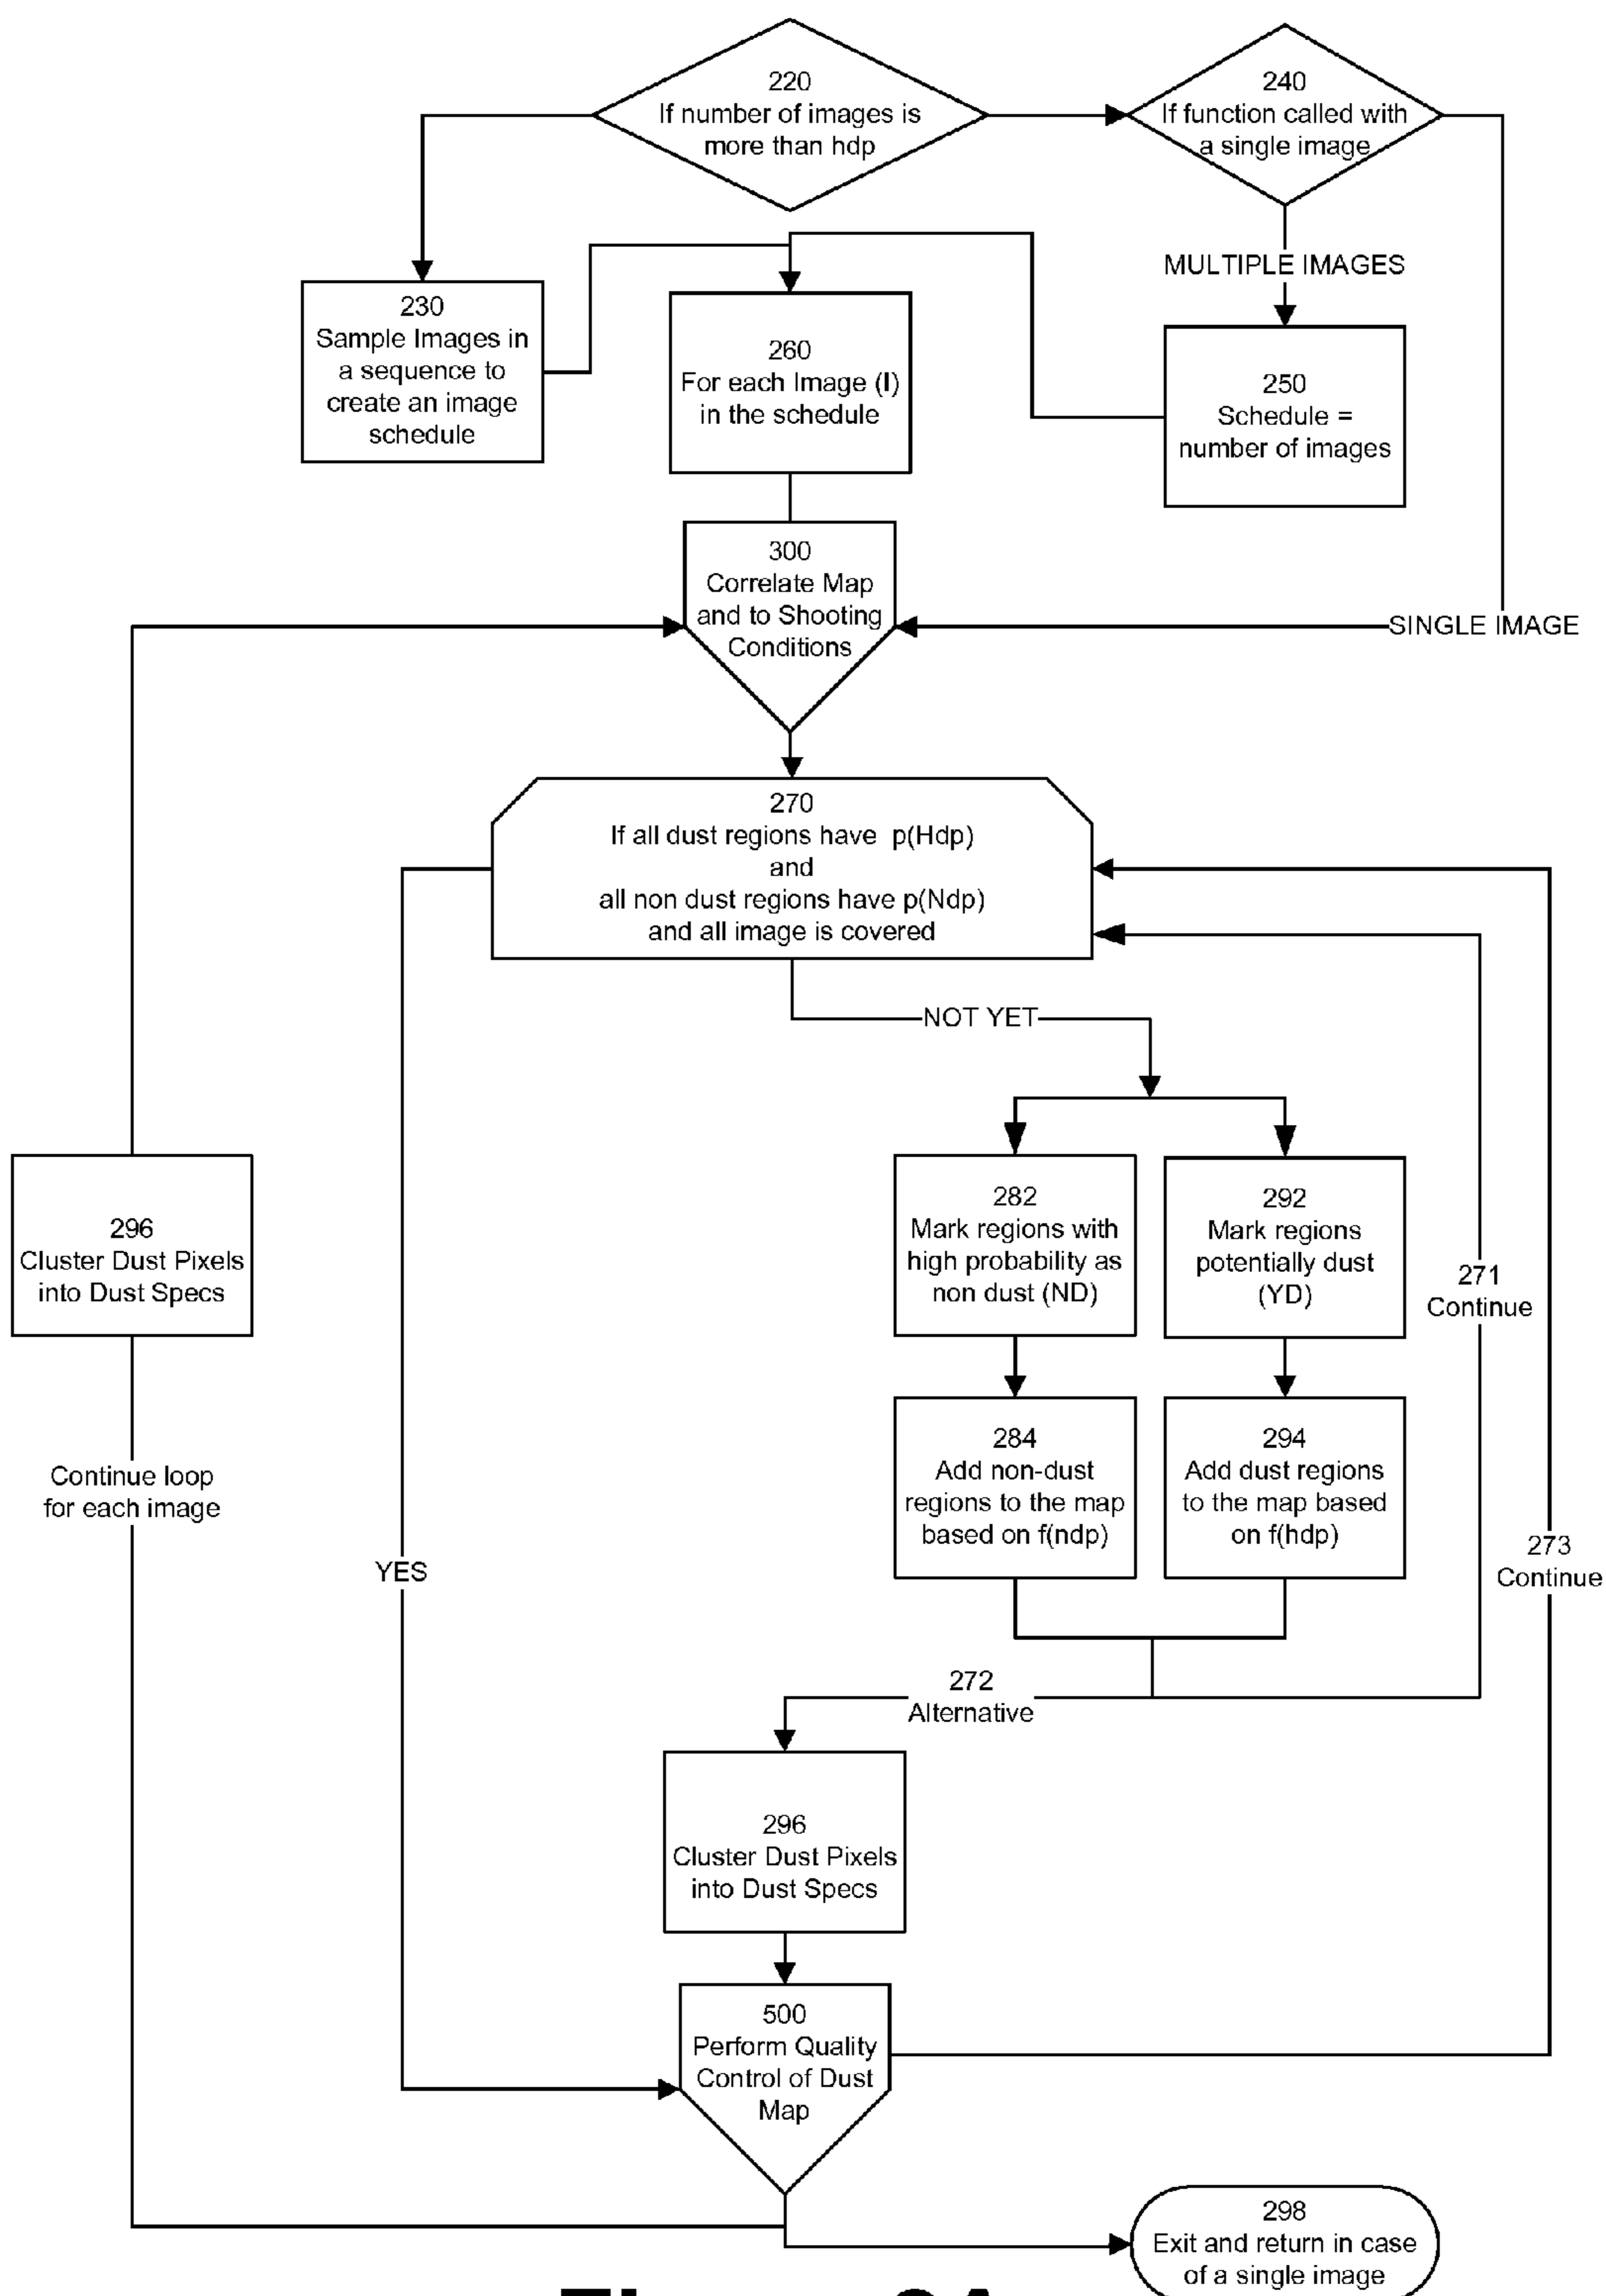 220
If number of images is
more than hdp
240
If function called with
a single image
MULTIPLE IMAGES
230
Sample Images in
a sequence to
create an image
schedule
260
For each Image (I)
in the schedule
250
Schedule =
number of images
300
Correlate Map
and to Shooting
Conditions
SINGLE IMAGE
270
If all dust regions have p(Hdp)
and
all non dust regions have p(Ndp)
and all image is covered
NOT YET
296
Cluster Dust Pixels
into Dust Specs
282
Mark regions with
high probability as
non dust (ND)
292
Mark regions
potentially dust
(YD)
271
Continue
284
Add non-dust
regions to the map
based on f(ndp)
294
Add dust regions
to the map based
on f(hdp)
Continue loop
for each image
YES
273
Continue
272
Alternative
296
Cluster Dust Pixels
into Dust Specs
500
Perform Quality
Control of Dust
Map
298
Exit and return in case
of a single image